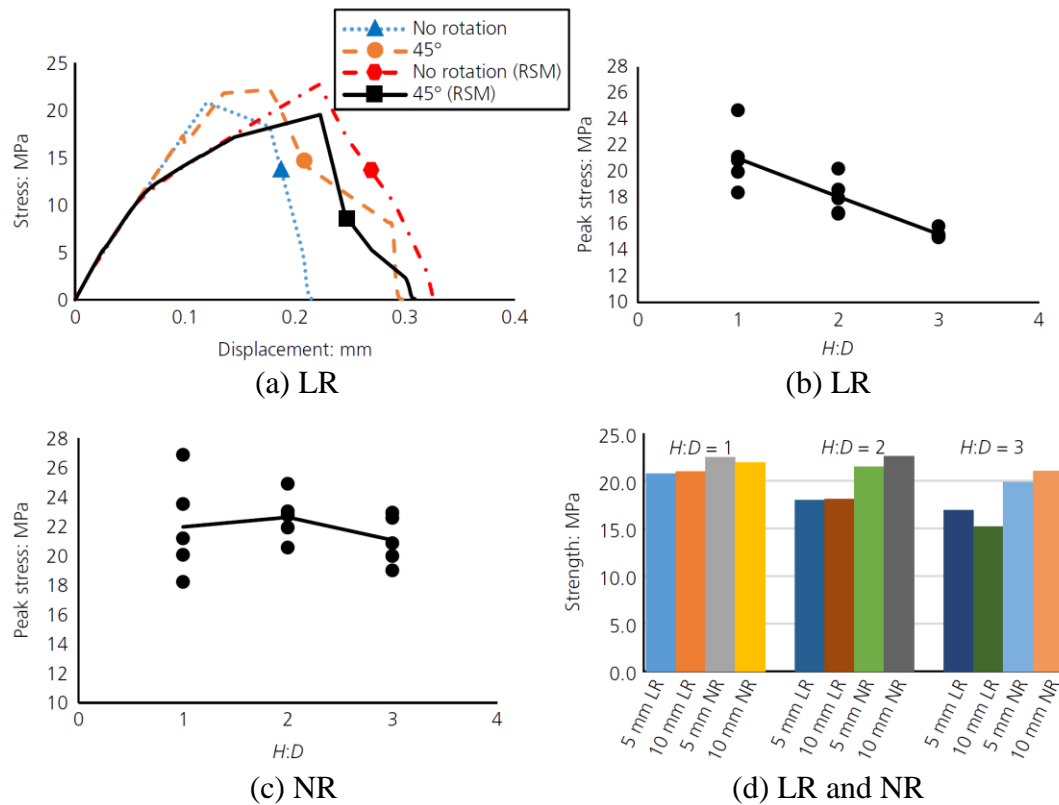 No rotation
45°
No rotation (RSM)
45° (RSM)
25
20
15
10
5
0
Stress: MPa
0
0.1
0.2
0.3
0.4
Displacement: mm
(a) LR
28
26
24
22
20
18
16
14
12
10
Peak stress: MPa
0
1
2
3
4
H:D
(b) LR
28
26
24
22
20
18
16
14
12
10
Peak stress: MPa
0
1
2
3
4
H:D
(c) NR
25.0
20.0
15.0
10.0
5.0
0.0
Strength: MPa
H:D = 1
H:D = 2
H:D = 3
5 mm LR
10 mm LR
5 mm NR
10 mm NR
5 mm LR
10 mm LR
5 mm NR
10 mm NR
5 mm LR
10 mm LR
5 mm NR
10 mm NR
(d) LR and NR